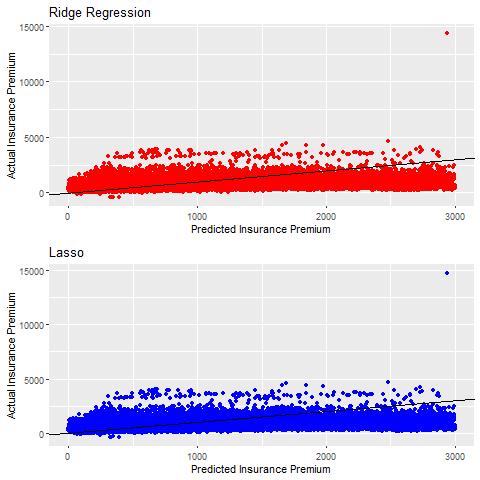 Ridge Regression
15000
10000
5000
0
Actual Insurance Premium
0
1000
2000
3000
Predicted Insurance Premium
Lasso
15000
10000
5000
0
Actual Insurance Premium
0
1000
2000
3000
Predicted Insurance Premium